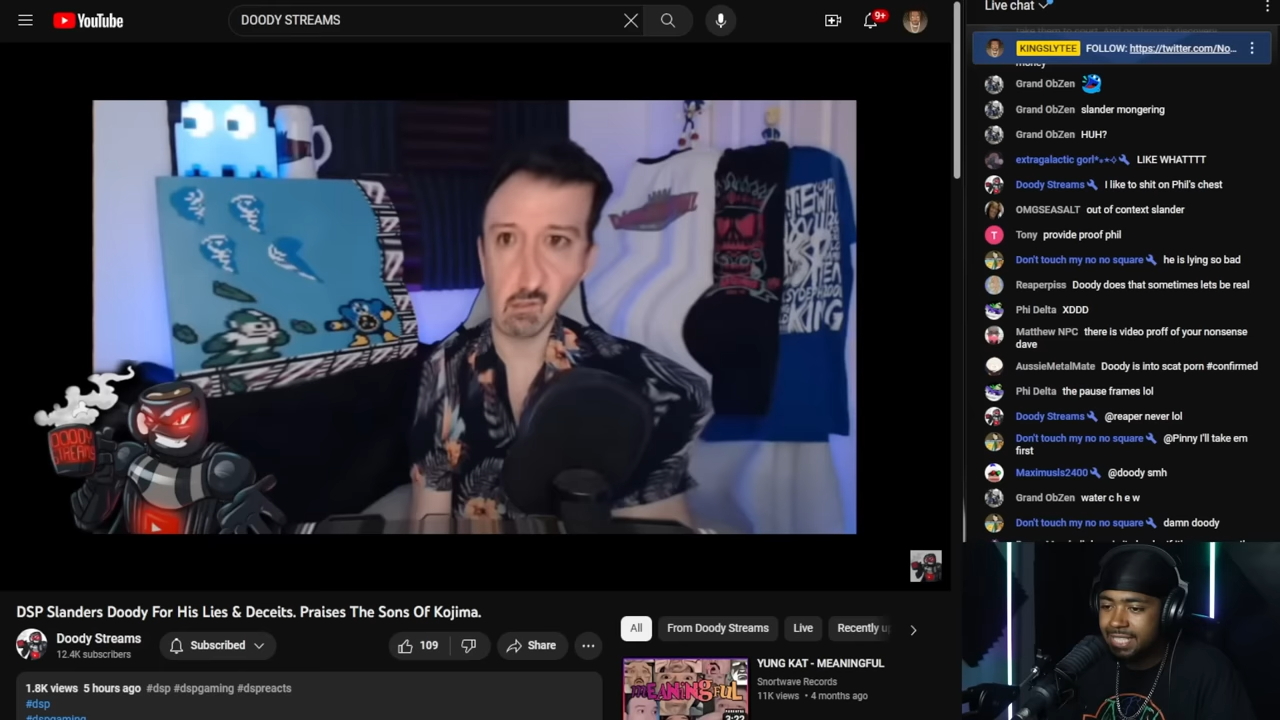 YouTube
DOODY STREAMS
9+
Live chat
KINGSLYTEE FOLLOW: https://twitter.com/No...
money
Grand ObZen
Grand ObZen slander mongering
Grand ObZen HUH?
extragalactic gorl*⋆⋆✧ LIKE WHATTTT
Doody Streams I like to shit on Phil's chest
OMGSEASALT out of context slander
T Tony provide proof phil
Don't touch my no no square he is lying so bad
Reaperpiss Doody does that sometimes lets be real
Phi Delta XDDD
Matthew NPC there is video proff of your nonsense
dave
AussieMetalMate Doody is into scat porn #confirmed
Phi Delta the pause frames lol
Doody Streams @reaper never lol
Don't touch my no no square @Pinny I'll take em
first
Maximusls2400 @doody smh
Grand ObZen water c h e w
Don't touch my no no square damn doody
DOODY
STREAMS
KING
DSP Slanders Doody For His Lies & Deceits. Praises The Sons Of Kojima.
Doody Streams
12.4K subscribers
Subscribed
109
Share
1.8K views 5 hours ago #dsp #dspgaming #dspreacts
#dsp
#dspgaming
All
From Doody Streams
Live
Recently u
MEANINGFUL
3:22
YUNG KAT - MEANINGFUL
Snortwave Records
11K views • 4 months ago